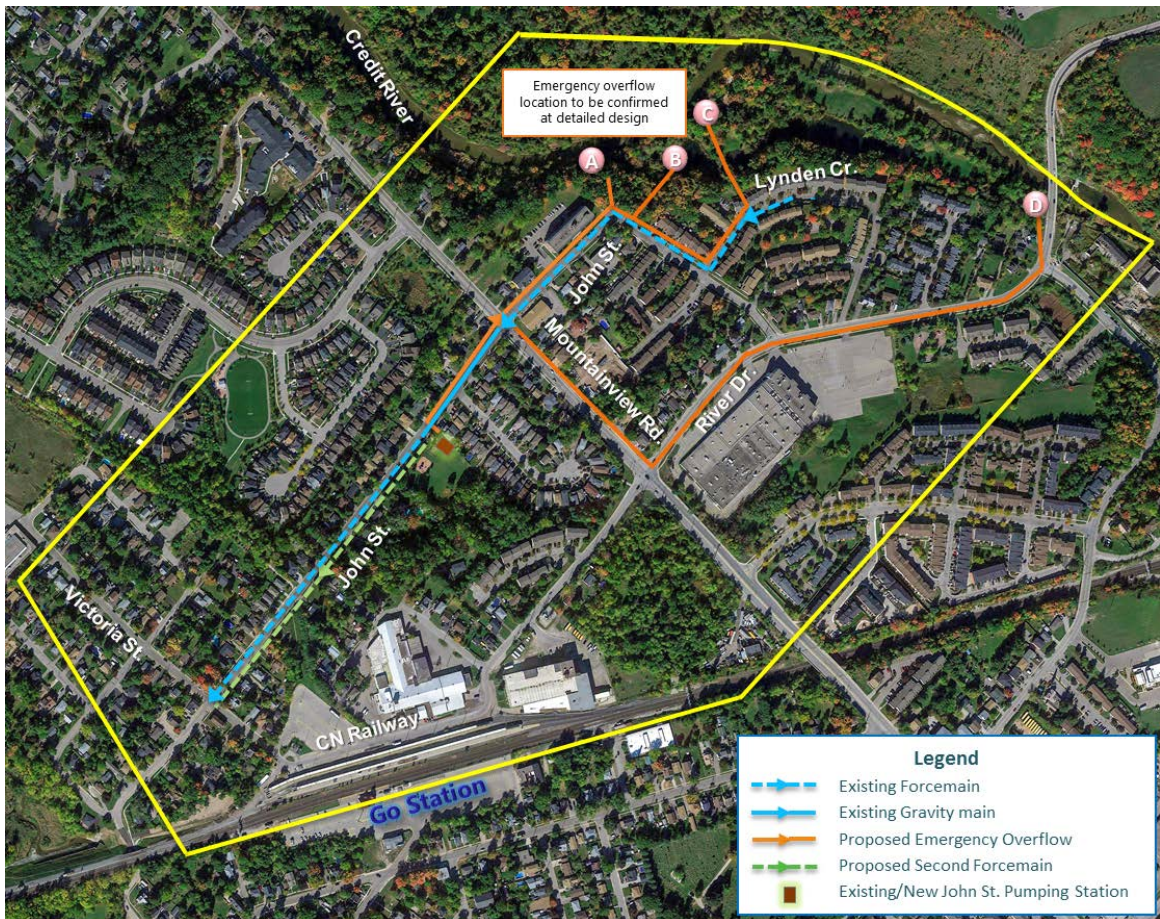 Credit River
Emergency overflow
location to be confirmed
at detailed design
A
B
C
Lynden Cr.
D
John St.
Mountainview Rd.
River Dr.
John St.
Victoria St.
CN Railway
Go Station
Legend
Existing Forcemain
Existing Gravity main
Proposed Emergency Overflow
Proposed Second Forcemain
Existing/New John St. Pumping Station